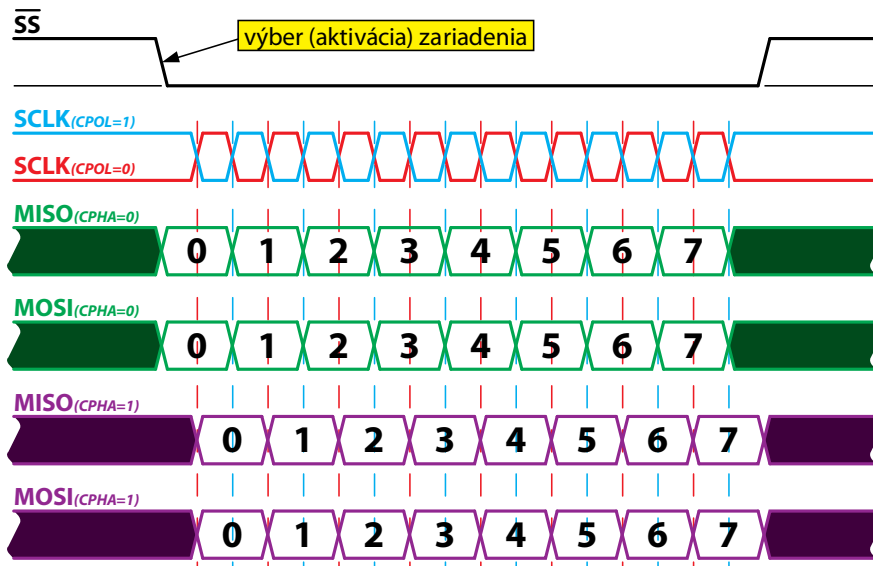 SS
výber (aktivácia) zariadenia
SCLK(CPOL=1)
SCLK(CPOL=0)
MISO(CPHA=0)
0 1 2 3 4 5 6 7
MOSI(CPHA=0)
0 1 2 3 4 5 6 7
MISO(CPHA=1)
0 1 2 3 4 5 6 7
MOSI(CPHA=1)
0 1 2 3 4 5 6 7